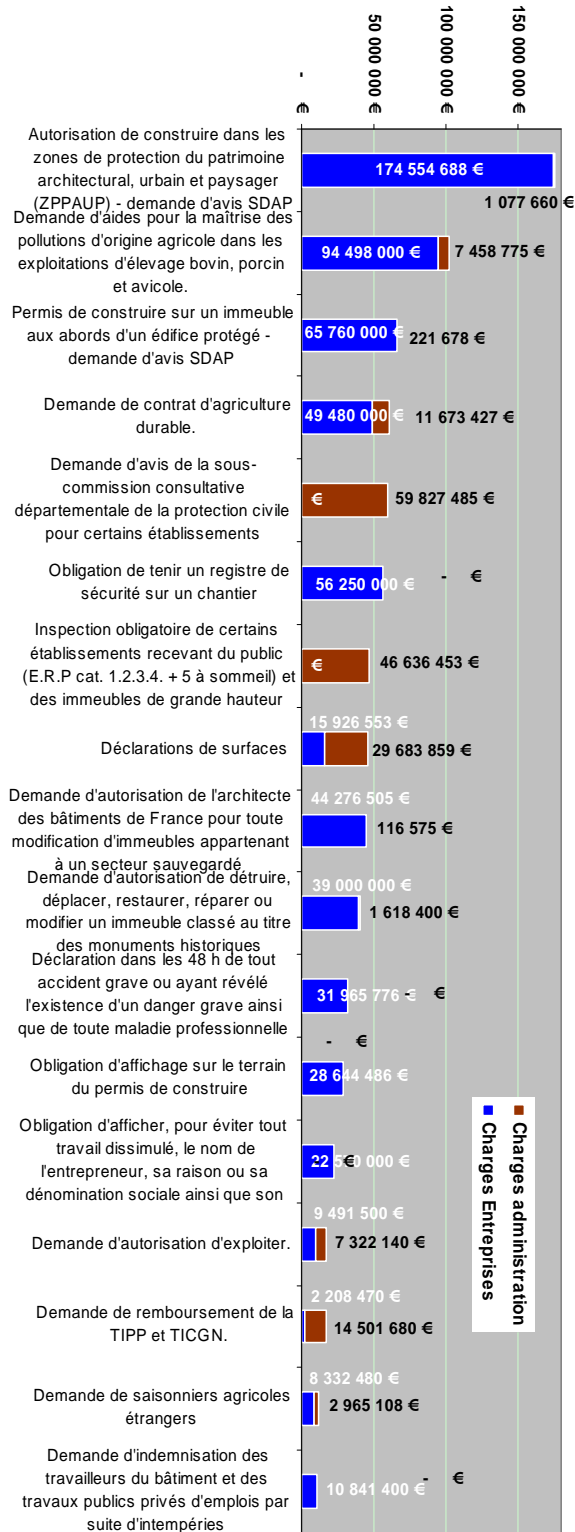 -
€
50 000 000 €
100 000 000 €
150 000 000 €
Autorisation de construire dans les
zones de protection du patrimoine
architectural, urbain et paysager
(ZPPAUP) - demande d'avis SDAP
174 554 688 €
1 077 660 €
Demande d'aides pour la maîtrise des
pollutions d'origine agricole dans les
exploitations d'élevage bovin, porcin
et avicole.
94 498 000 €
7 458 775 €
Permis de construire sur un immeuble
aux abords d'un édifice protégé -
demande d'avis SDAP
65 760 000 €
221 678 €
Demande de contrat d'agriculture
durable.
49 480 000 €
11 673 427 €
Demande d'avis de la sous-
commission consultative
départementale de la protection civile
pour certains établissements
€
59 827 485 €
Obligation de tenir un registre de
sécurité sur un chantier
56 250 000 €
- €
Inspection obligatoire de certains
établissements recevant du public
(E.R.P cat. 1.2.3.4. + 5 à sommeil) et
des immeubles de grande hauteur
€
46 636 453 €
Déclarations de surfaces
15 926 553 €
29 683 859 €
Demande d'autorisation de l'architecte
des bâtiments de France pour toute
modification d'immeubles appartenant
à un secteur sauvegardé
44 276 505 €
116 575 €
Demande d'autorisation de détruire,
déplacer, restaurer, réparer ou
modifier un immeuble classé au titre
des monuments historiques
39 000 000 €
1 618 400 €
Déclaration dans les 48 h de tout
accident grave ou ayant révélé
l'existence d'un danger grave ainsi
que de toute maladie professionnelle
31 965 776 €
- €
Obligation d'affichage sur le terrain
du permis de construire
28 644 486 €
- €
Obligation d'afficher, pour éviter tout
travail dissimulé, le nom de
l'entrepreneur, sa raison ou sa
dénomination sociale ainsi que son
- €
Demande d'autorisation d'exploiter.
9 491 500 €
7 322 140 €
Demande de remboursement de la
TIPP et TICGN.
2 208 470 €
14 501 680 €
Demande de saisonniers agricoles
étrangers
8 332 480 €
2 965 108 €
Demande d'indemnisation des
travailleurs du bâtiment et des
travaux publics privés d'emplois par
suite d'intempéries
10 841 400 €
- €
Charges administration
Charges Entreprises